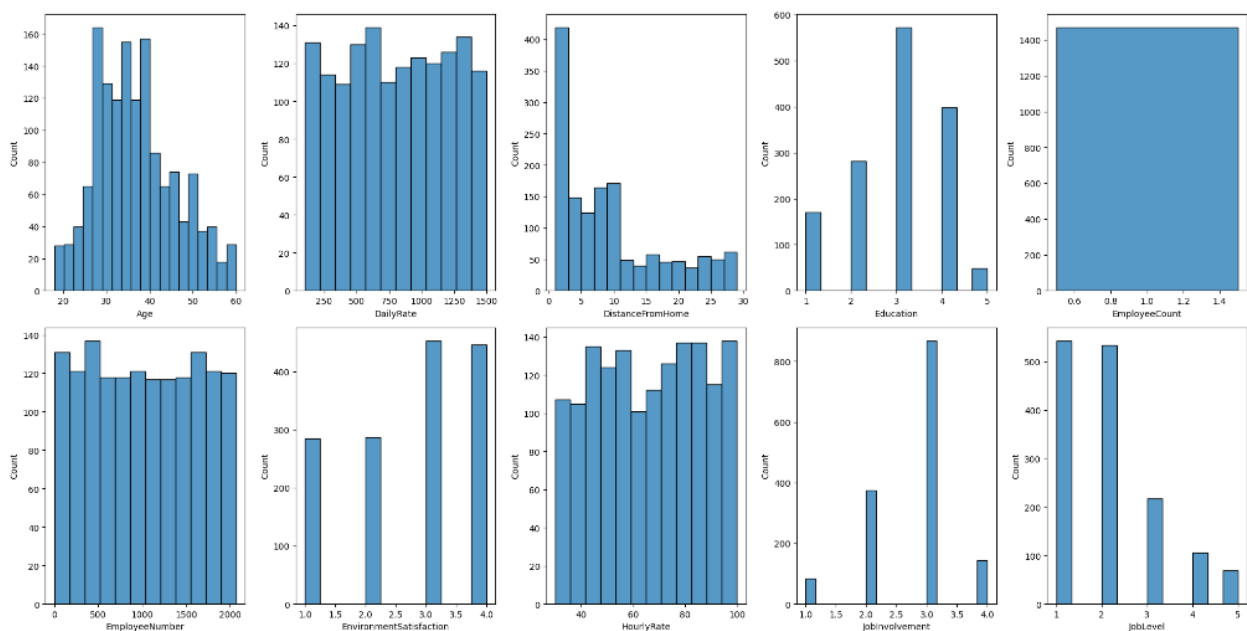 Count
160
140
120
100
80
60
40
20
0
20 30 40 50 60
Age
Count
140
120
100
80
60
40
20
0
250 500 750 1000 1250 1500
DailyRate
Count
400
350
300
250
200
150
100
50
0
0 5 10 15 20 25 30
DistanceFromHome
Count
600
500
400
300
200
100
0
1 2 3 4 5
Education
Count
1400
1200
1000
800
600
400
200
0
0.6 0.8 1.0 1.2 1.4
EmployeeCount
Count
140
120
100
80
60
40
20
0
0 500 1000 1500 2000
EmployeeNumber
Count
400
300
200
100
0
1.0 1.5 2.0 2.5 3.0 3.5 4.0
EnvironmentSatisfaction
Count
140
120
100
80
60
40
20
0
40 60 80 100
HourlyRate
Count
800
600
400
200
0
1.0 1.5 2.0 2.5 3.0 3.5 4.0
JobInvolvement
Count
500
400
300
200
100
0
1 2 3 4 5
JobLevel